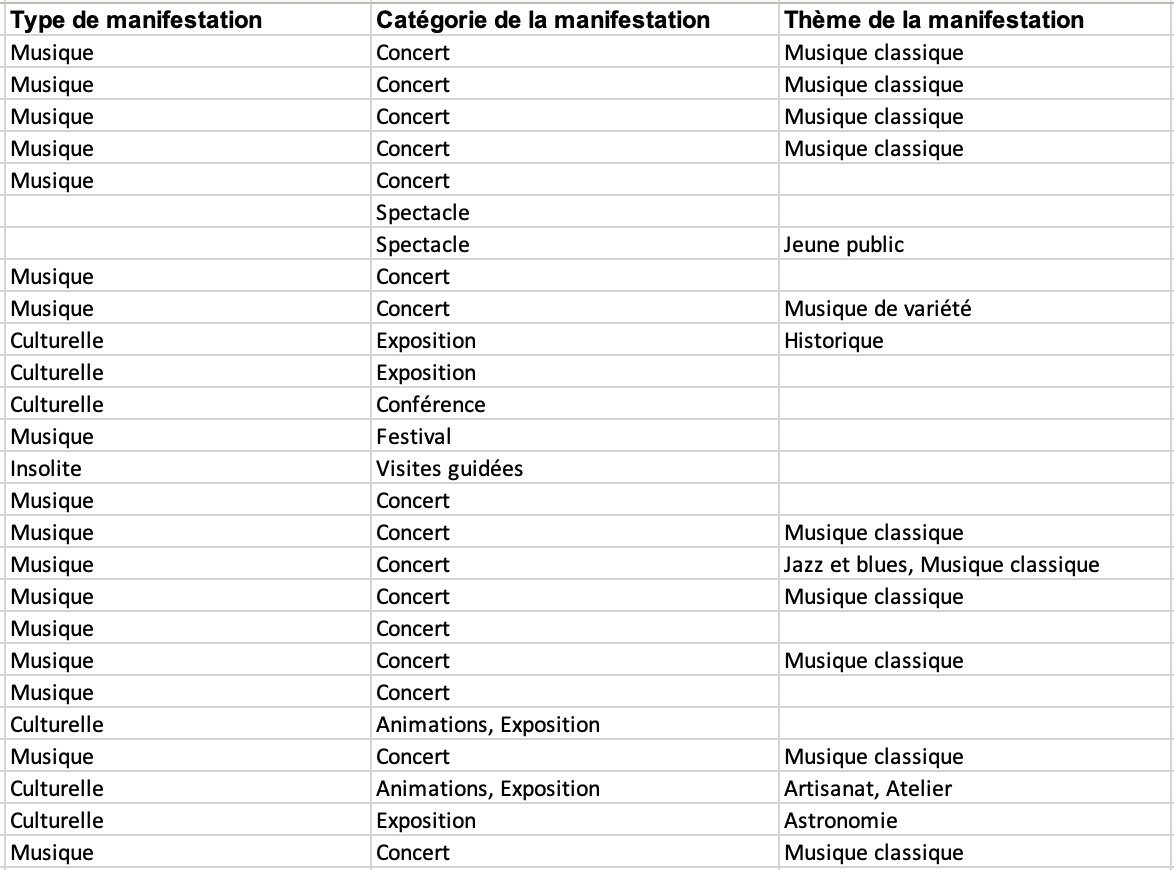 Type de manifestation Catégorie de la manifestation Thème de la manifestation
Musique Concert Musique classique
Musique Concert Musique classique
Musique Concert Musique classique
Musique Concert Musique classique
Musique Concert
Spectacle
Spectacle Jeune public
Musique Concert
Musique Concert Musique de variété
Culturelle Exposition Historique
Culturelle Exposition
Culturelle Conférence
Musique Festival
Insolite Visites guidées
Musique Concert
Musique Concert Musique classique
Musique Concert Jazz et blues, Musique classique
Musique Concert Musique classique
Musique Concert
Musique Concert Musique classique
Musique Concert
Culturelle Animations, Exposition
Musique Concert Musique classique
Culturelle Animations, Exposition Artisanat, Atelier
Culturelle Exposition Astronomie
Musique Concert Musique classique